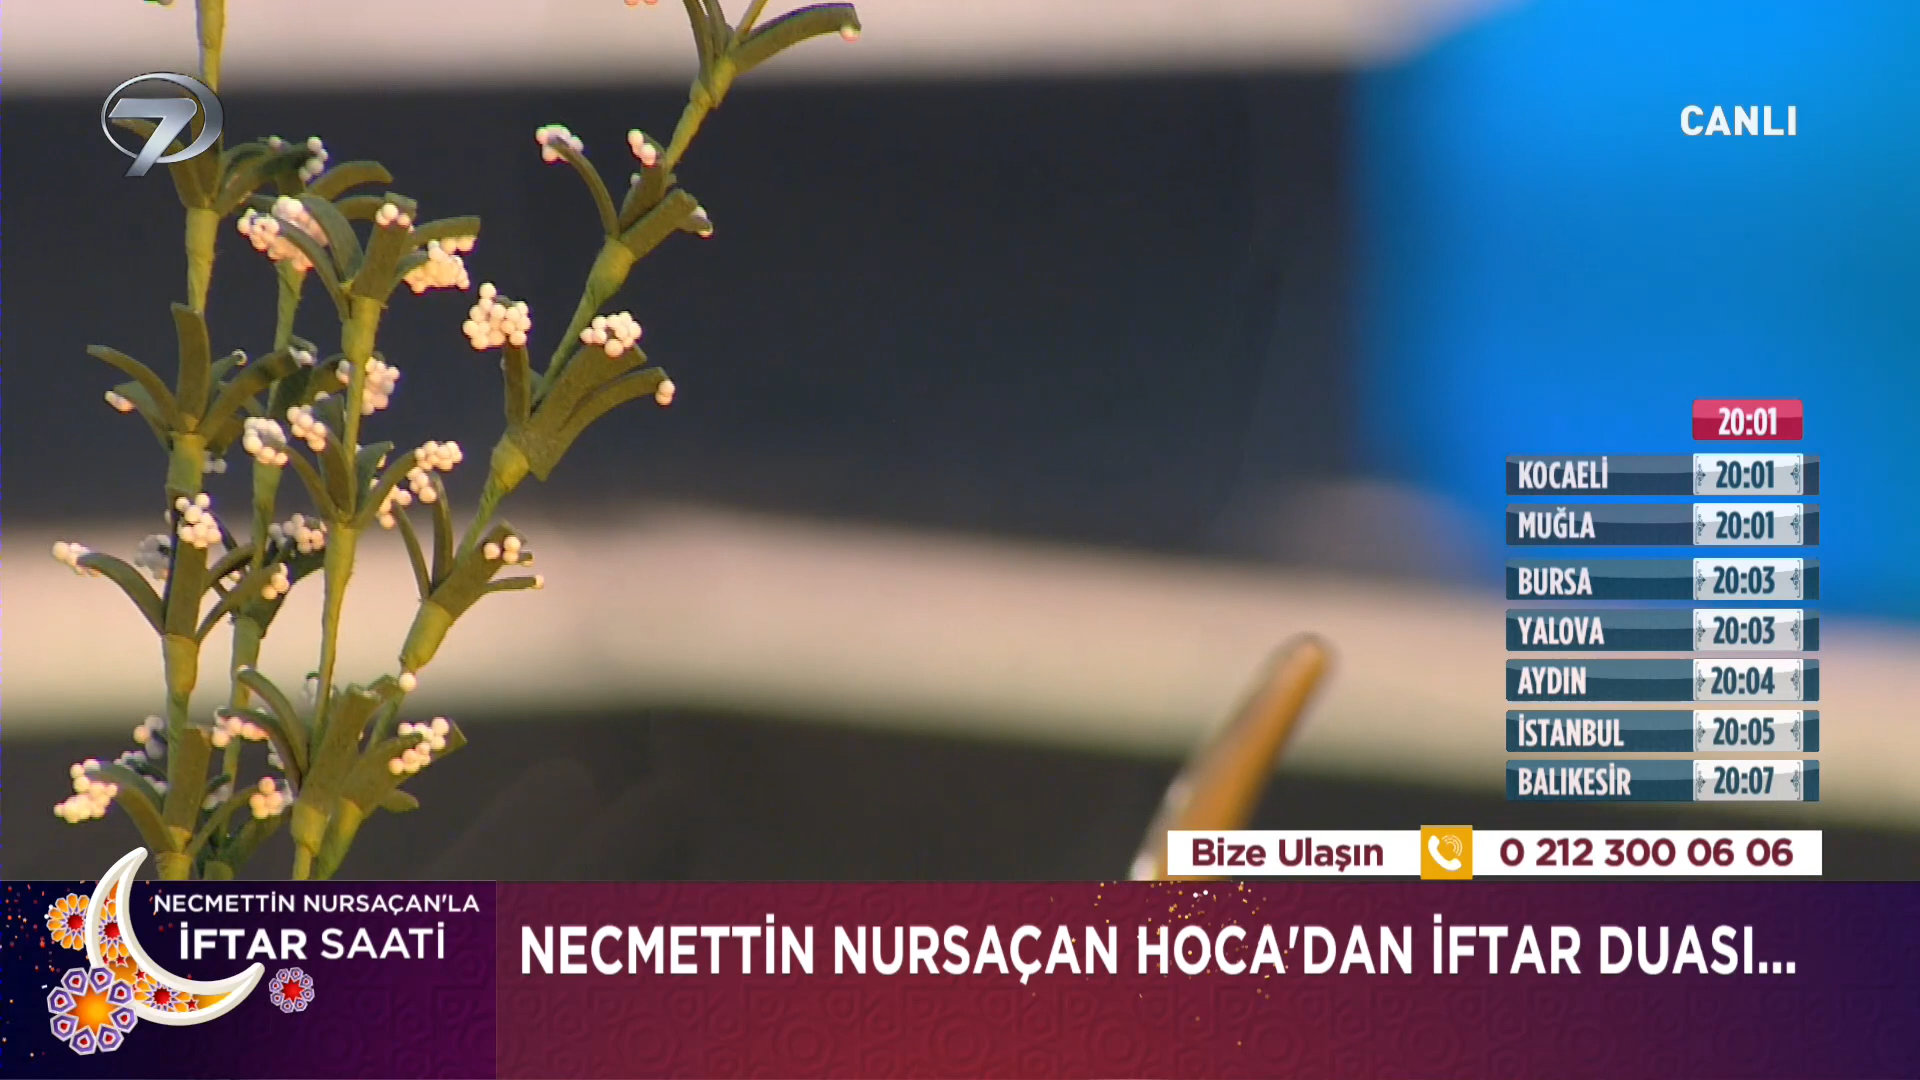 7
CANLI
20:01
KOCAELİ 20:01
MUĞLA 20:01
BURSA 20:03
YALOVA 20:03
AYDIN 20:04
İSTANBUL 20:05
BALIKESİR 20:07
Bize Ulaşın 0 212 300 06 06
NECMETTİN NURSAÇAN'LA
İFTAR SAATİ
NECMETTİN NURSAÇAN HOCA'DAN İFTAR DUASI...